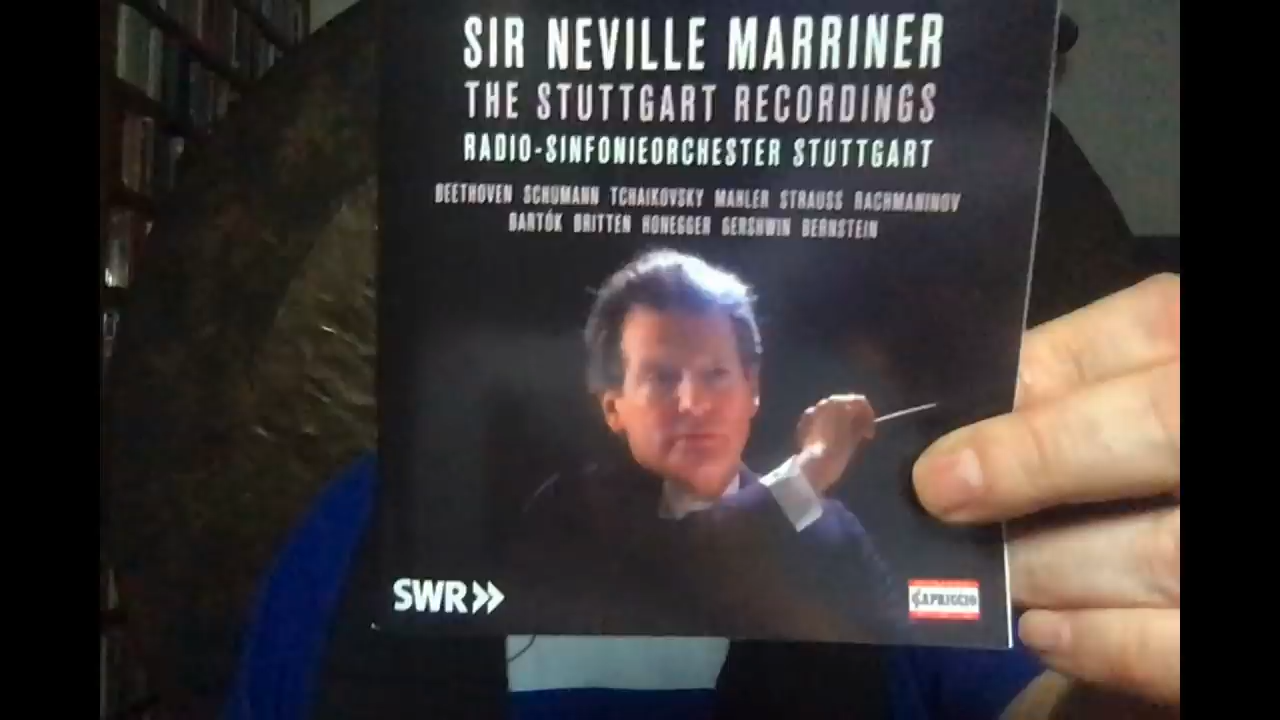 SIR NEVILLE MARRINER
THE STUTTGART RECORDINGS
RADIO-SINFONIEORCHESTER STUTTGART
BEETHOVEN SCHUMANN TCHAIKOVSKY MAHLER STRAUSS RACHMANINOV
BARTÓK BRITTEN HONEGGER GERSHWIN BERNSTEIN
SWR»
CAPRICCIO